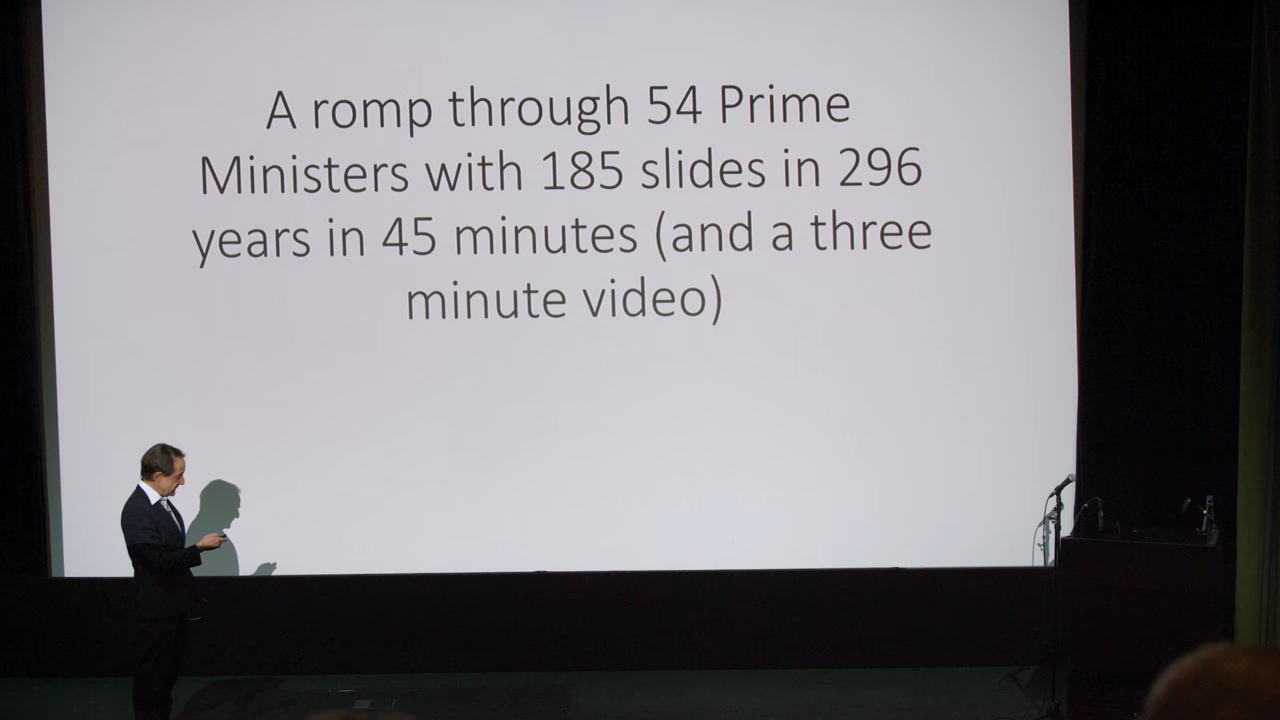 A romp through 54 Prime
Ministers with 185 slides in 296
years in 45 minutes (and a three
minute video)